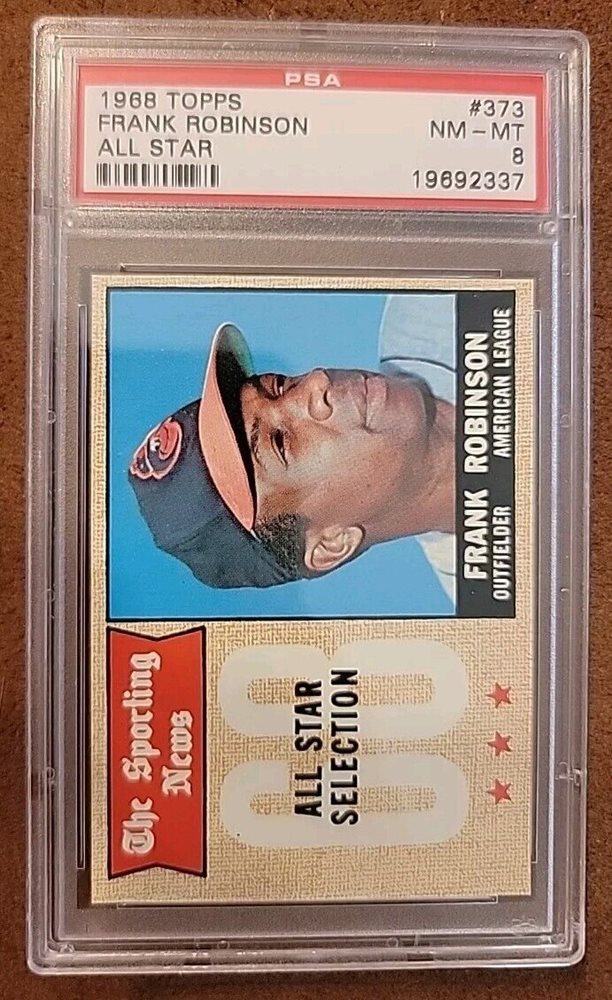 PSA
1968 TOPPS #373
FRANK ROBINSON NM-MT
ALL STAR 8
19692337
The Sporting
News
68
ALL STAR
SELECTION
FRANK ROBINSON
OUTFIELDER AMERICAN LEAGUE